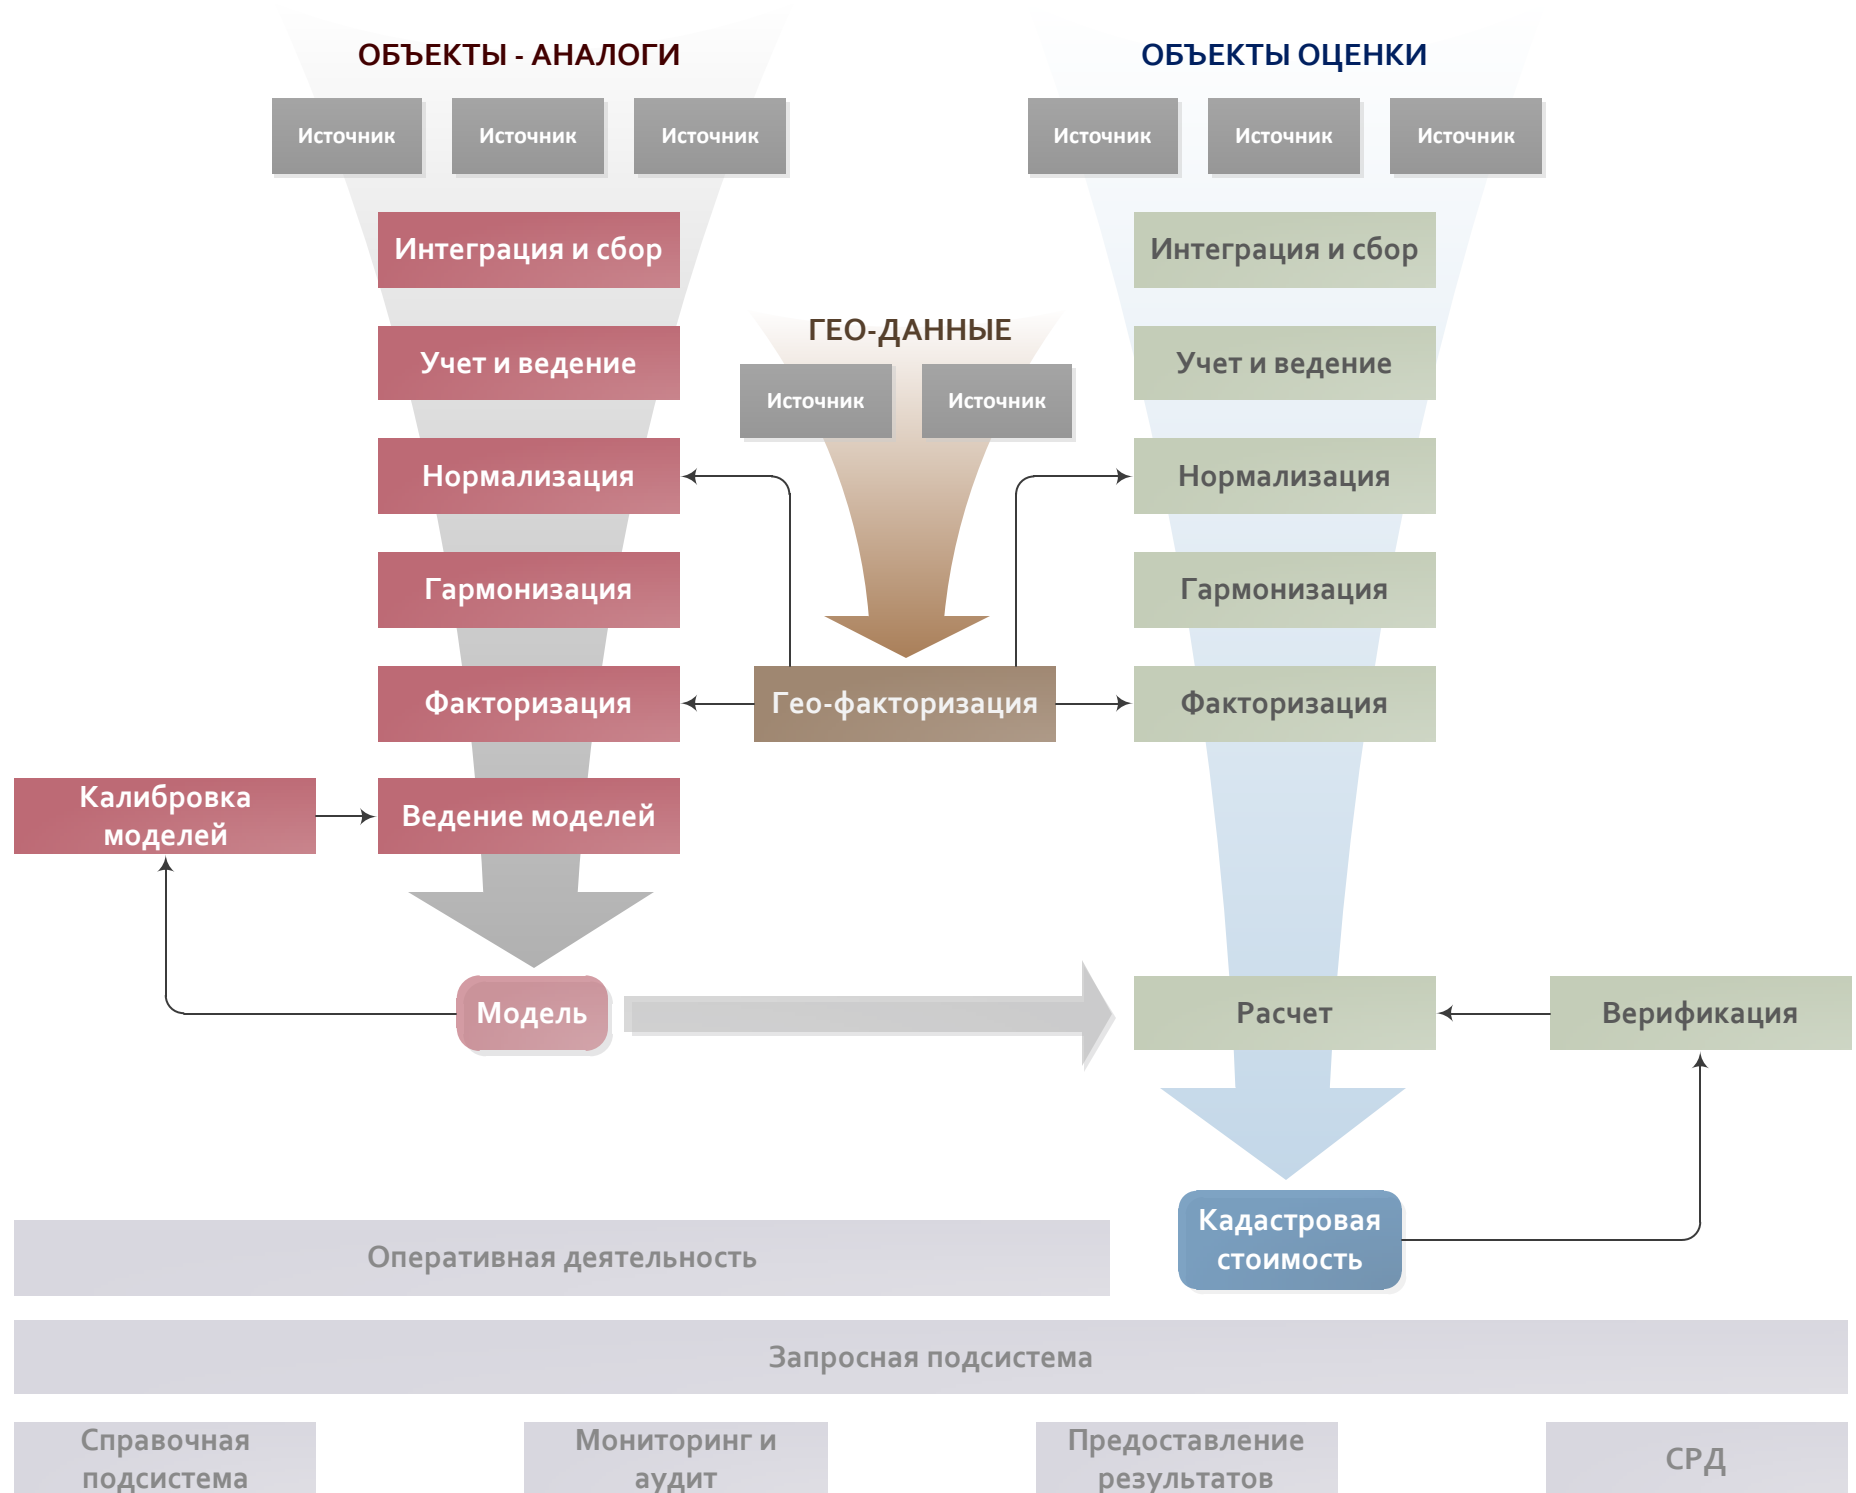 ОБЪЕКТЫ - АНАЛОГИ
ОБЪЕКТЫ ОЦЕНКИ
Источник
Источник
Источник
Источник
Источник
Источник
Интеграция и сбор
Интеграция и сбор
ГЕО-ДАННЫЕ
Учет и ведение
Учет и ведение
Источник
Источник
Нормализация
Нормализация
Гармонизация
Гармонизация
Факторизация
Гео-факторизация
Факторизация
Калибровка
моделей
Ведение моделей
Модель
Расчет
Верификация
Кадастровая
стоимость
Оперативная деятельность
Запросная подсистема
Справочная
подсистема
Мониторинг и
аудит
Предоставление
результатов
СРД